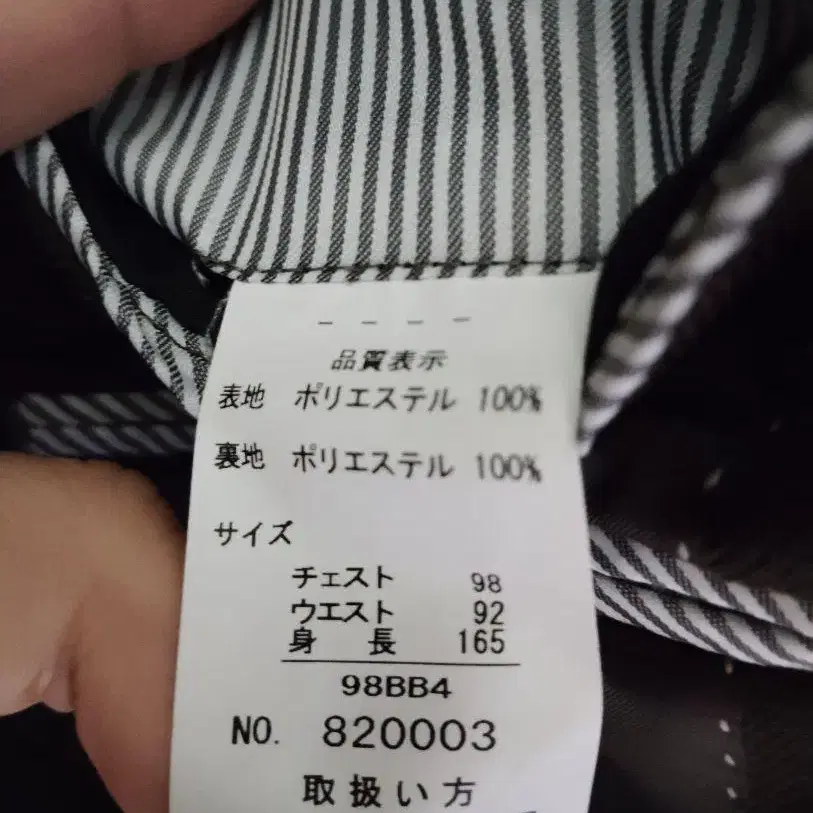 品質表示
表地 ポリエステル 100%
裏地 ポリエステル 100%
サイズ
チェスト 98
ウエスト 92
身長 165
98BB4
NO. 820003
取扱い方